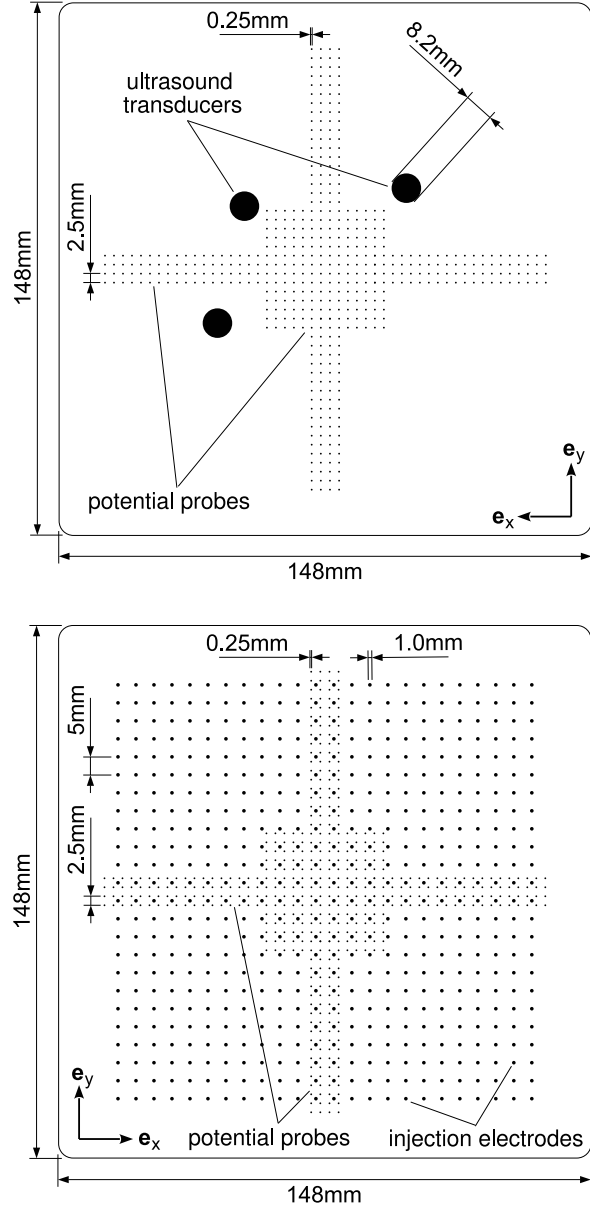 0.25mm
8.2mm
ultrasound
transducers
2.5mm
148mm
potential probes
e_y
e_x
148mm
0.25mm
1.0mm
5mm
2.5mm
148mm
e_y
e_x
potential probes
injection electrodes
148mm